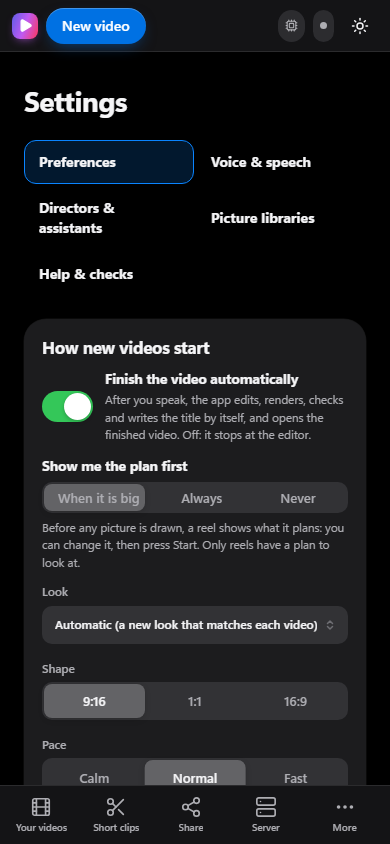 New video
Settings
Preferences
Voice & speech
Directors &
assistants
Picture libraries
Help & checks
How new videos start
Finish the video automatically
After you speak, the app edits, renders, checks
and writes the title by itself, and opens the
finished video. Off: it stops at the editor.
Show me the plan first
When it is big
Always
Never
Before any picture is drawn, a reel shows what it plans: you
can change it, then press Start. Only reels have a plan to
look at.
Look
Automatic (a new look that matches each video)
Shape
9:16
1:1
16:9
Pace
Calm
Normal
Fast
Your videos
Short clips
Share
Server
More